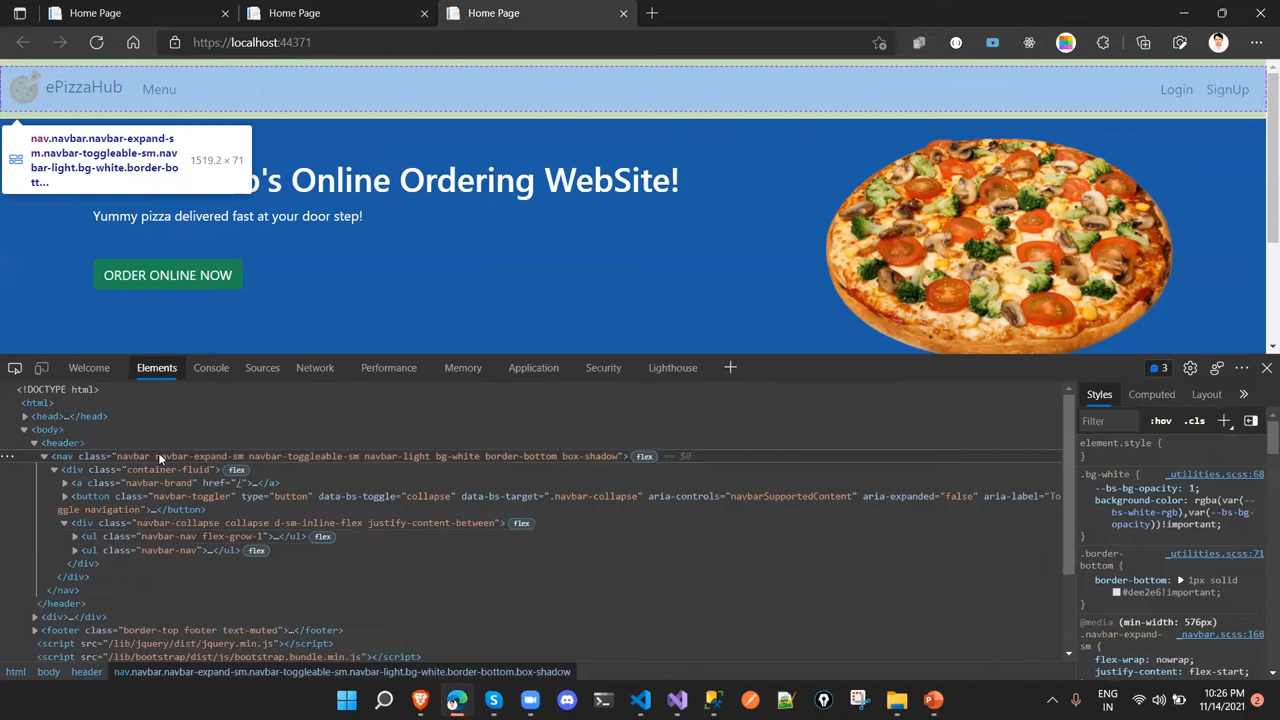 Home Page
Home Page
Home Page
https://localhost:44371
ePizzaHub
Menu
Login
SignUp
nav.navbar.navbar-expand-s
m.navbar-toggleable-sm.nav
bar-light.bg-white.border-bo
tt...
1519.2 × 71
's Online Ordering WebSite!
Yummy pizza delivered fast at your door step!
ORDER ONLINE NOW
Welcome
Elements
Console
Sources
Network
Performance
Memory
Application
Security
Lighthouse
3
<!DOCTYPE html>
<html>
<head>…</head>
<body>
<header>
<nav class="navbar navbar-expand-sm navbar-toggleable-sm navbar-light bg-white border-bottom box-shadow"> flex == $0
<div class="container-fluid"> flex
<a class="navbar-brand" href="/">…</a>
<button class="navbar-toggler" type="button" data-bs-toggle="collapse" data-bs-target=".navbar-collapse" aria-controls="navbarSupportedContent" aria-expanded="false" aria-label="To
ggle navigation">…</button>
<div class="navbar-collapse collapse d-sm-inline-flex justify-content-between"> flex
<ul class="navbar-nav flex-grow-1">…</ul> flex
<ul class="navbar-nav">…</ul> flex
</div>
</div>
</nav>
</header>
<div>…</div>
<footer class="border-top footer text-muted">…</footer>
<script src="/lib/jquery/dist/jquery.min.js"></script>
<script src="/lib/bootstrap/dist/js/bootstrap.bundle.min.js"></script>
html body header nav.navbar.navbar-expand-sm.navbar-toggleable-sm.navbar-light.bg-white.border-bottom.box-shadow
Styles
Computed
Layout
Filter
:hov .cls
element.style {
}
.bg-white { _utilities.scss:68
--bs-bg-opacity: 1;
background-color: rgba(var(--
--bs-white-rgb),var(--bs-bg-
opacity))!important;
}
.border- _utilities.scss:71
bottom {
border-bottom: 1px solid
#dee2e6!important;
}
@media (min-width: 576px)
.navbar-expand- _navbar.scss:168
sm {
flex-wrap: nowrap;
justify-content: flex-start;
ENG
IN
10:26 PM
11/14/2021
2